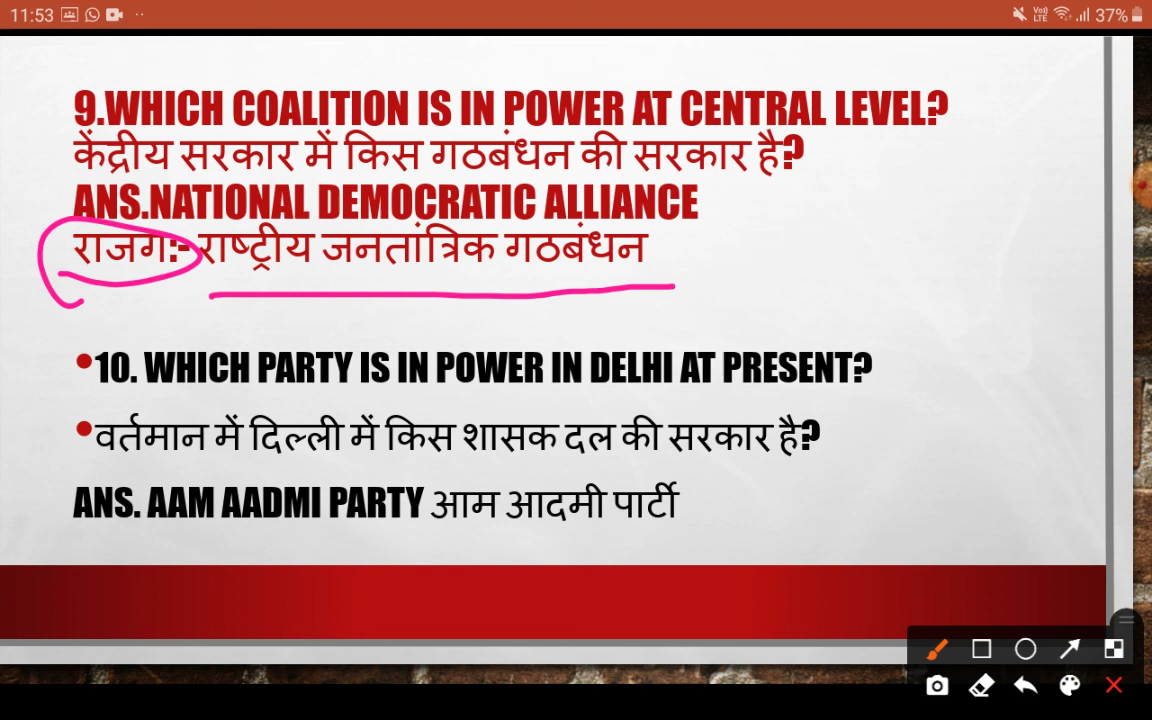 11:53
Vo)) LTE
37%
9.WHICH COALITION IS IN POWER AT CENTRAL LEVEL?
केंद्रीय सरकार में किस गठबंधन की सरकार है?
ANS.NATIONAL DEMOCRATIC ALLIANCE
राजग:- राष्ट्रीय जनतांत्रिक गठबंधन
•10. WHICH PARTY IS IN POWER IN DELHI AT PRESENT?
•वर्तमान में दिल्ली में किस शासक दल की सरकार है?
ANS. AAM AADMI PARTY आम आदमी पार्टी